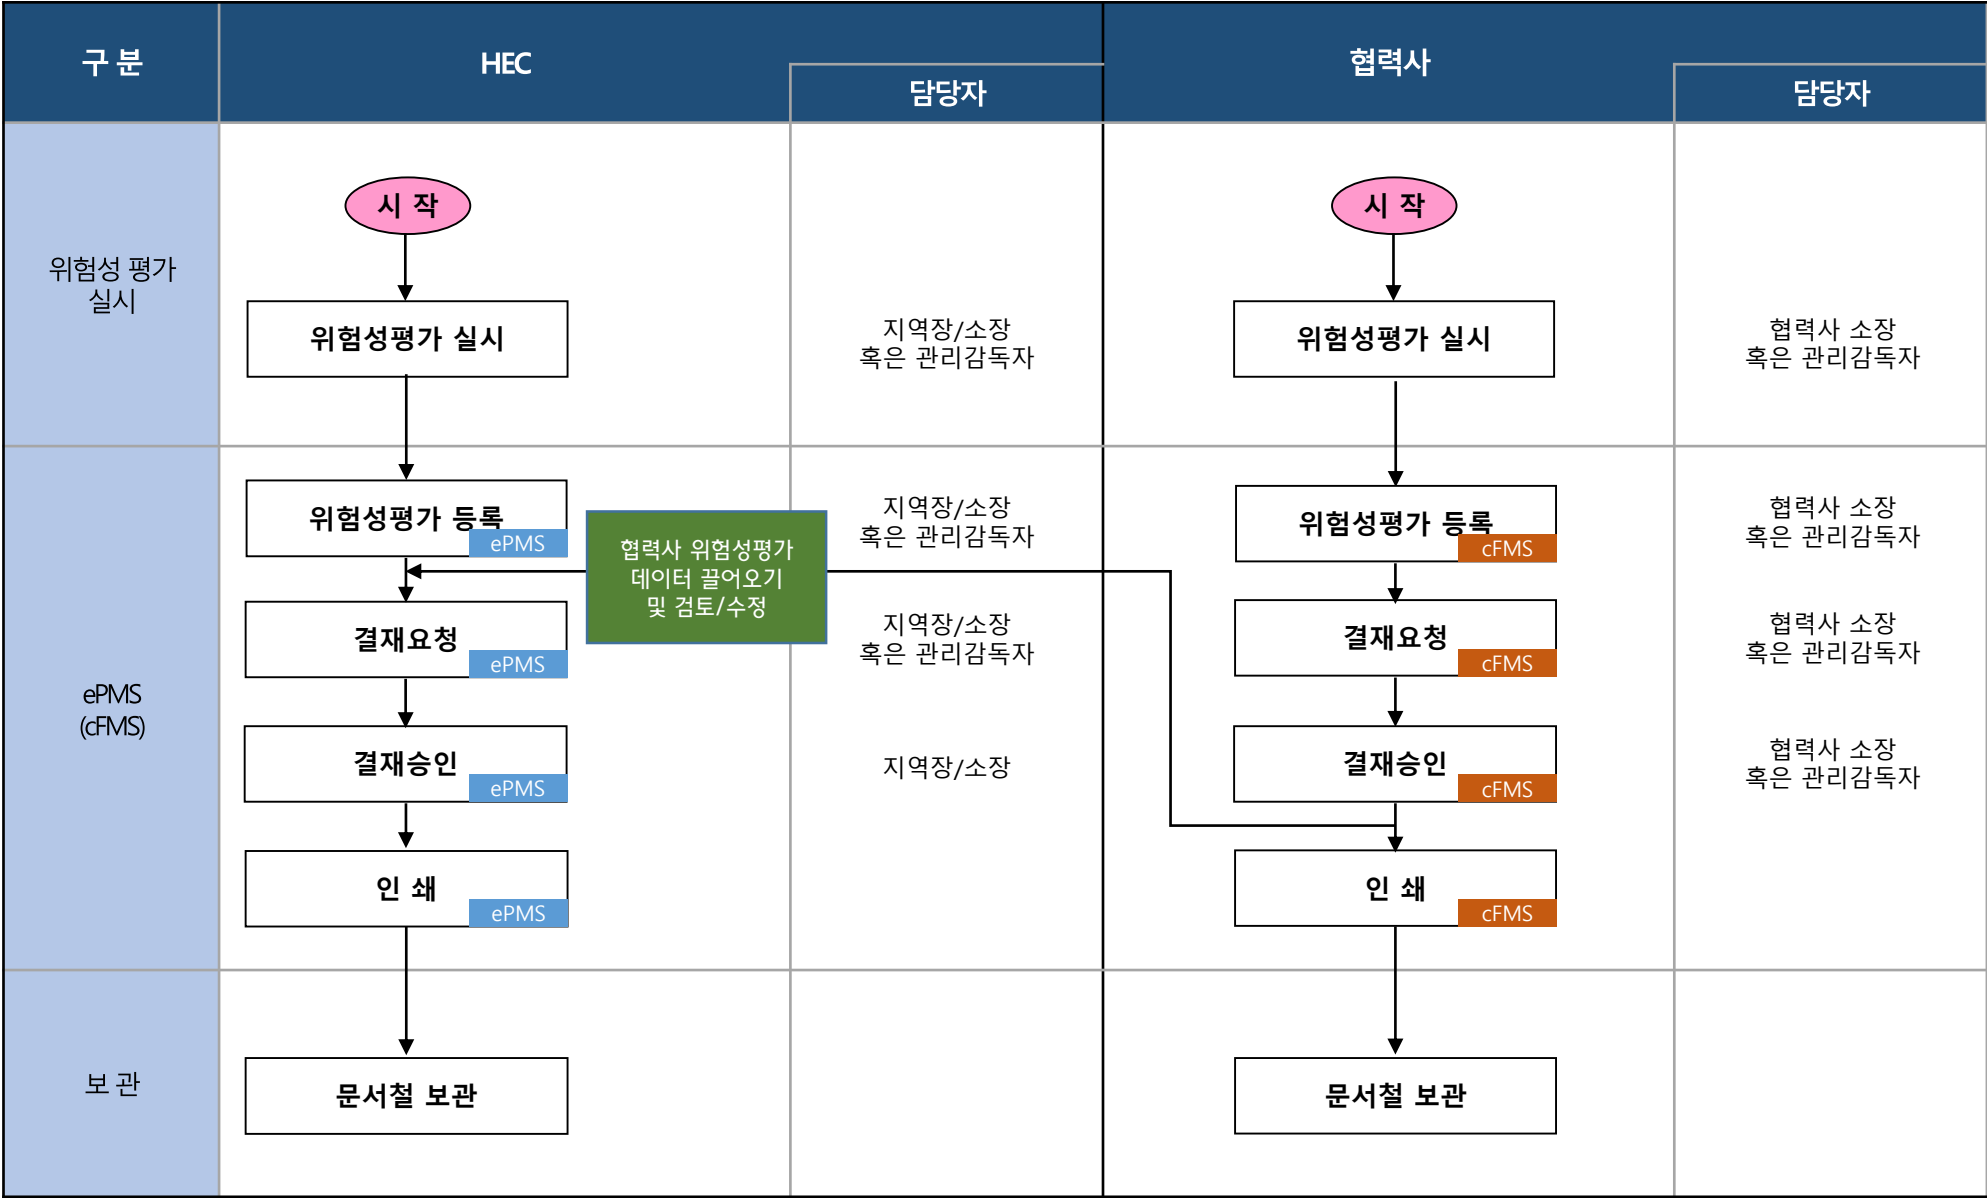 구 분
HEC
담당자
협력사
담당자
위험성 평가
실시
시 작
위험성평가 실시
지역장/소장
혹은 관리감독자
시 작
위험성평가 실시
협력사 소장
혹은 관리감독자
ePMS
(cFMS)
위험성평가 등록
ePMS
지역장/소장
혹은 관리감독자
위험성평가 등록
cFMS
협력사 소장
혹은 관리감독자
협력사 위험성평가
데이터 끌어오기
및 검토/수정
결재요청
ePMS
지역장/소장
혹은 관리감독자
결재요청
cFMS
협력사 소장
혹은 관리감독자
결재승인
ePMS
지역장/소장
결재승인
cFMS
협력사 소장
혹은 관리감독자
인 쇄
ePMS
인 쇄
cFMS
보 관
문서철 보관
문서철 보관